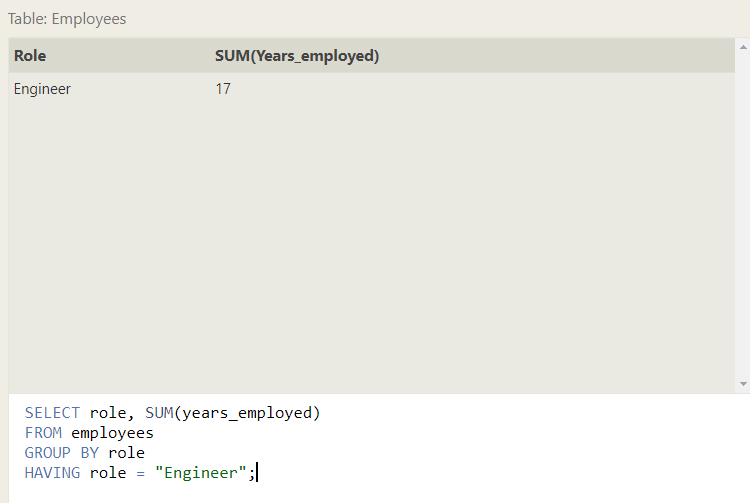 Table: Employees
Role SUM(Years_employed)
Engineer 17
SELECT role, SUM(years_employed)
FROM employees
GROUP BY role
HAVING role = "Engineer";